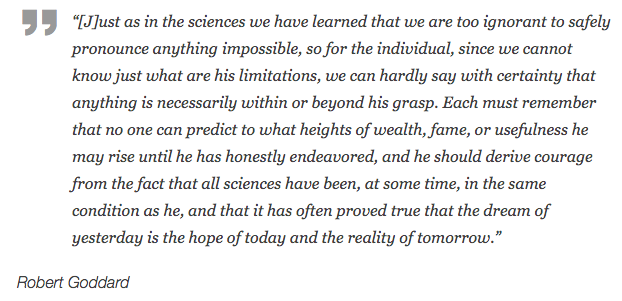 “[J]ust as in the sciences we have learned that we are too ignorant to safely
pronounce anything impossible, so for the individual, since we cannot
know just what are his limitations, we can hardly say with certainty that
anything is necessarily within or beyond his grasp. Each must remember
that no one can predict to what heights of wealth, fame, or usefulness he
may rise until he has honestly endeavored, and he should derive courage
from the fact that all sciences have been, at some time, in the same
condition as he, and that it has often proved true that the dream of
yesterday is the hope of today and the reality of tomorrow.”
Robert Goddard